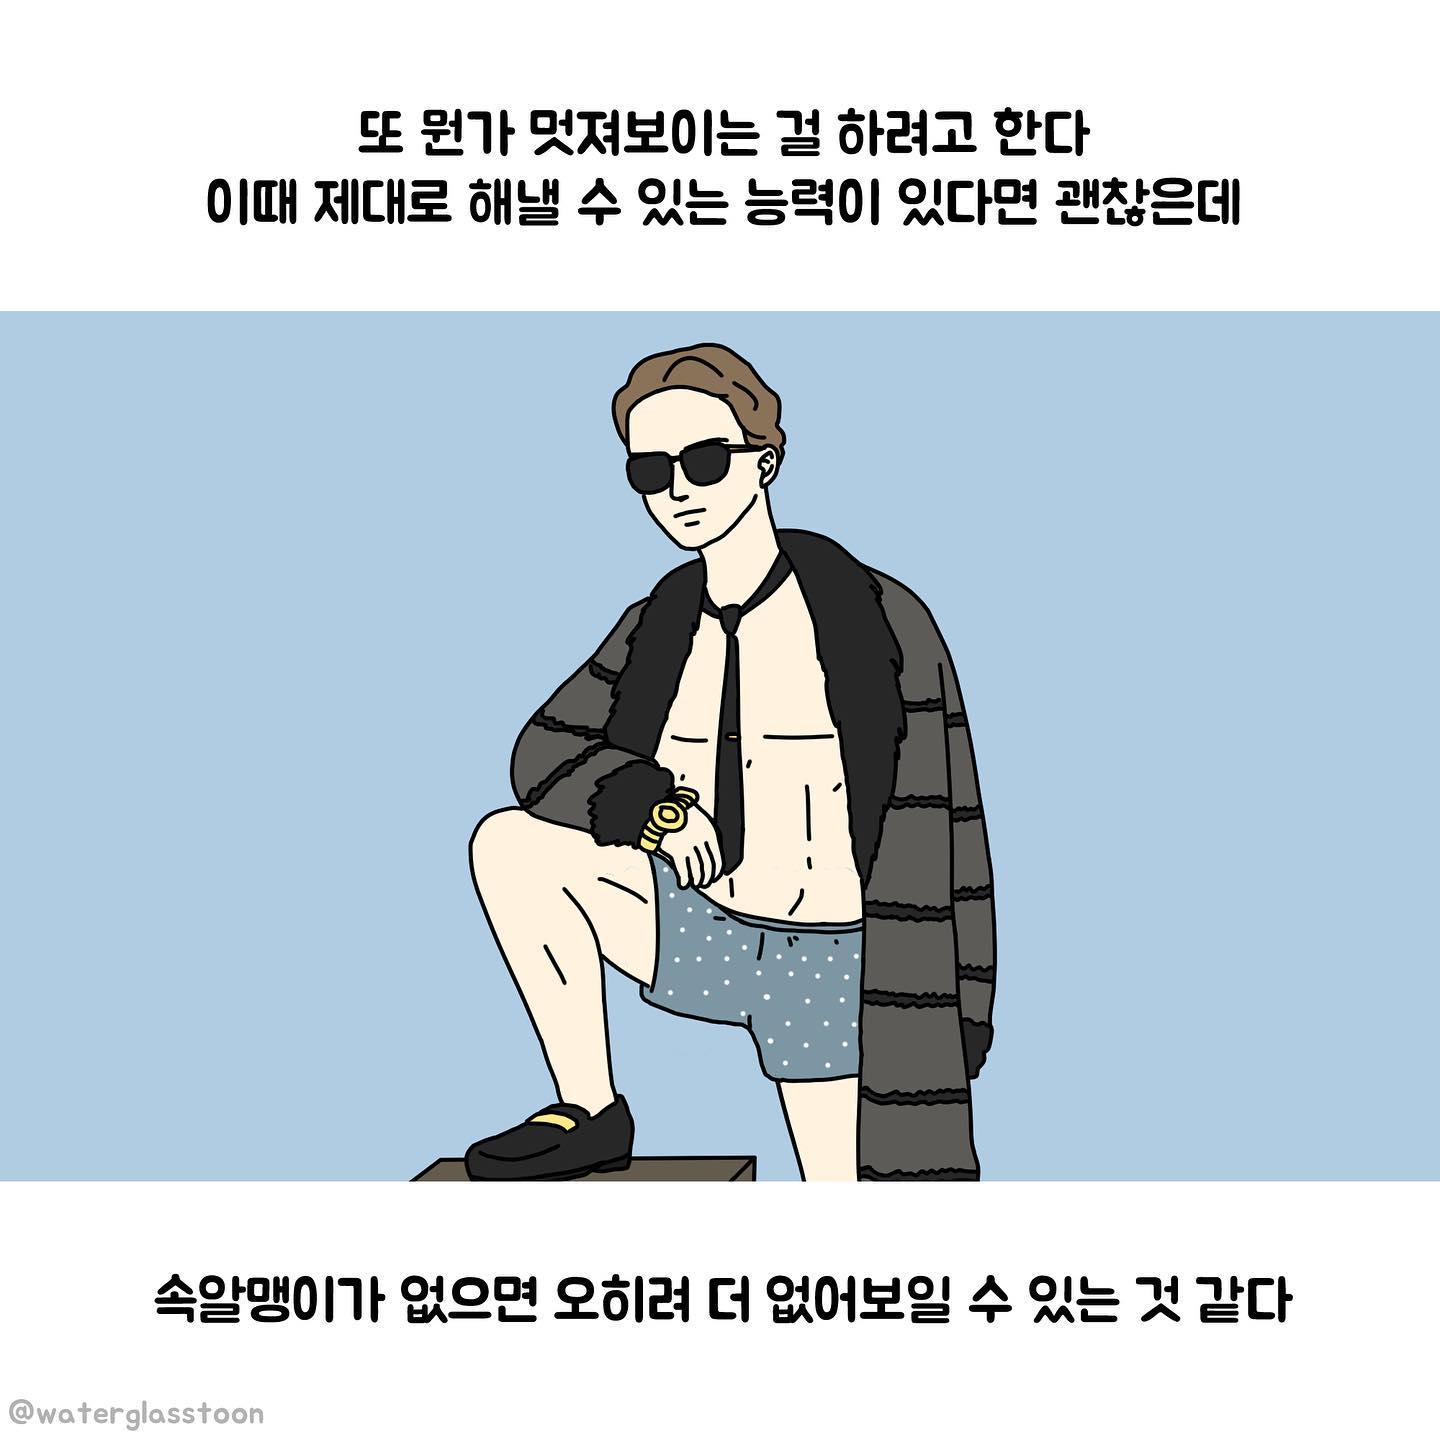 또 뭔가 멋져보이는 걸 하려고 한다
이때 제대로 해낼 수 있는 능력이 있다면 괜찮은데
속알맹이가 없으면 오히려 더 없어보일 수 있는 것 같다
@waterglasstoon